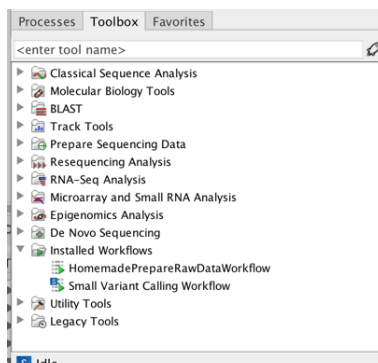 Processes Toolbox Favorites
<enter tool name>
Classical Sequence Analysis
Molecular Biology Tools
BLAST
Track Tools
Prepare Sequencing Data
Resequencing Analysis
RNA-Seq Analysis
Microarray and Small RNA Analysis
Epigenomics Analysis
De Novo Sequencing
Installed Workflows
HomemadePrepareRawDataWorkflow
Small Variant Calling Workflow
Utility Tools
Legacy Tools
Idle